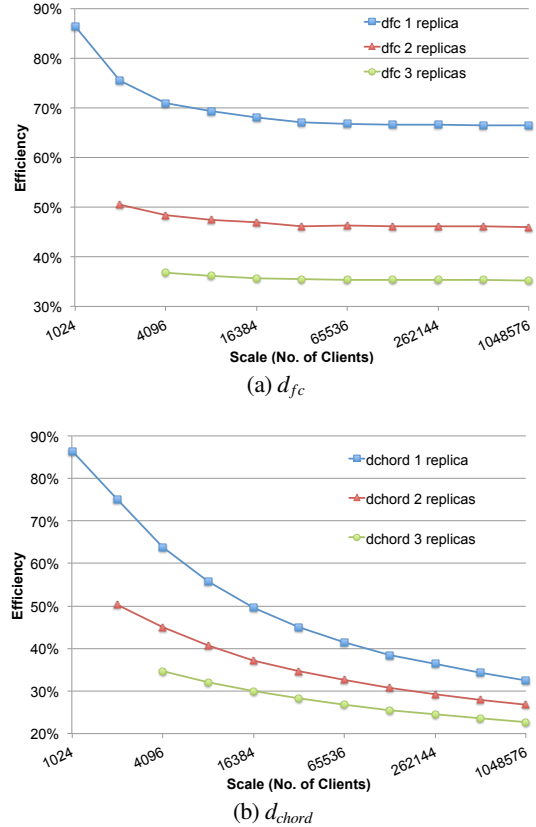 90%
dfc 1 replica
80%
dfc 2 replicas
dfc 3 replicas
70%
60%
50%
40%
30%
Efficiency
1024
4096
16384
65536
262144
1048576
Scale (No. of Clients)
(a) dfc
90%
80%
dchord 1 replica
70%
dchord 2 replicas
60%
dchord 3 replicas
50%
40%
30%
20%
Efficiency
1024
4096
16384
65536
262144
1048576
Scale (No. of Clients)
(b) dchord